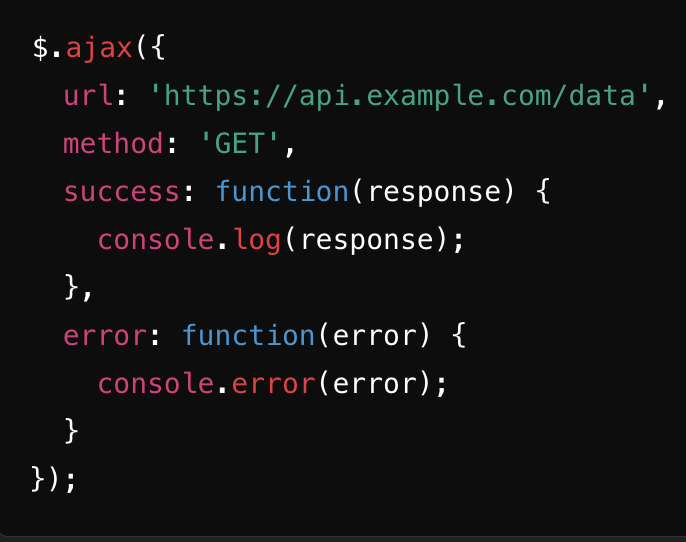 $.ajax({
  url: 'https://api.example.com/data',
  method: 'GET',
  success: function(response) {
    console.log(response);
  },
  error: function(error) {
    console.error(error);
  }
});